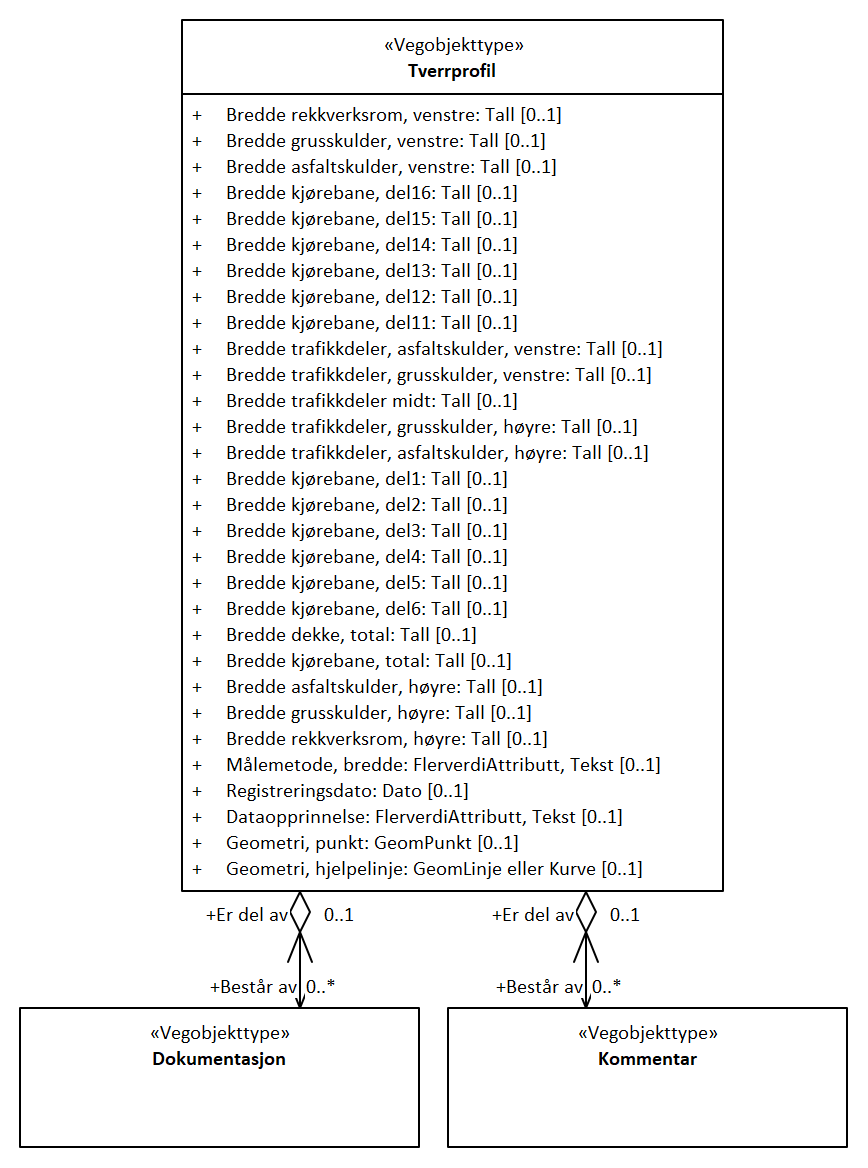 «Vegobjekttype»
Tverrprofil
+ Bredde rekkverksrom, venstre: Tall [0..1]
+ Bredde grusskulder, venstre: Tall [0..1]
+ Bredde asfaltskulder, venstre: Tall [0..1]
+ Bredde kjørebane, del16: Tall [0..1]
+ Bredde kjørebane, del15: Tall [0..1]
+ Bredde kjørebane, del14: Tall [0..1]
+ Bredde kjørebane, del13: Tall [0..1]
+ Bredde kjørebane, del12: Tall [0..1]
+ Bredde kjørebane, del11: Tall [0..1]
+ Bredde trafikkdeler, asfaltskulder, venstre: Tall [0..1]
+ Bredde trafikkdeler, grusskulder, venstre: Tall [0..1]
+ Bredde trafikkdeler midt: Tall [0..1]
+ Bredde trafikkdeler, grusskulder, høyre: Tall [0..1]
+ Bredde trafikkdeler, asfaltskulder, høyre: Tall [0..1]
+ Bredde kjørebane, del1: Tall [0..1]
+ Bredde kjørebane, del2: Tall [0..1]
+ Bredde kjørebane, del3: Tall [0..1]
+ Bredde kjørebane, del4: Tall [0..1]
+ Bredde kjørebane, del5: Tall [0..1]
+ Bredde kjørebane, del6: Tall [0..1]
+ Bredde dekke, total: Tall [0..1]
+ Bredde kjørebane, total: Tall [0..1]
+ Bredde asfaltskulder, høyre: Tall [0..1]
+ Bredde grusskulder, høyre: Tall [0..1]
+ Bredde rekkverksrom, høyre: Tall [0..1]
+ Målemetode, bredde: FlerverdiAttributt, Tekst [0..1]
+ Registreringsdato: Dato [0..1]
+ Dataopprinnelse: FlerverdiAttributt, Tekst [0..1]
+ Geometri, punkt: GeomPunkt [0..1]
+ Geometri, hjelpelinje: GeomLinje eller Kurve [0..1]
+Er del av 0..1
+Består av 0..*
«Vegobjekttype»
Dokumentasjon
+Er del av 0..1
+Består av 0..*
«Vegobjekttype»
Kommentar